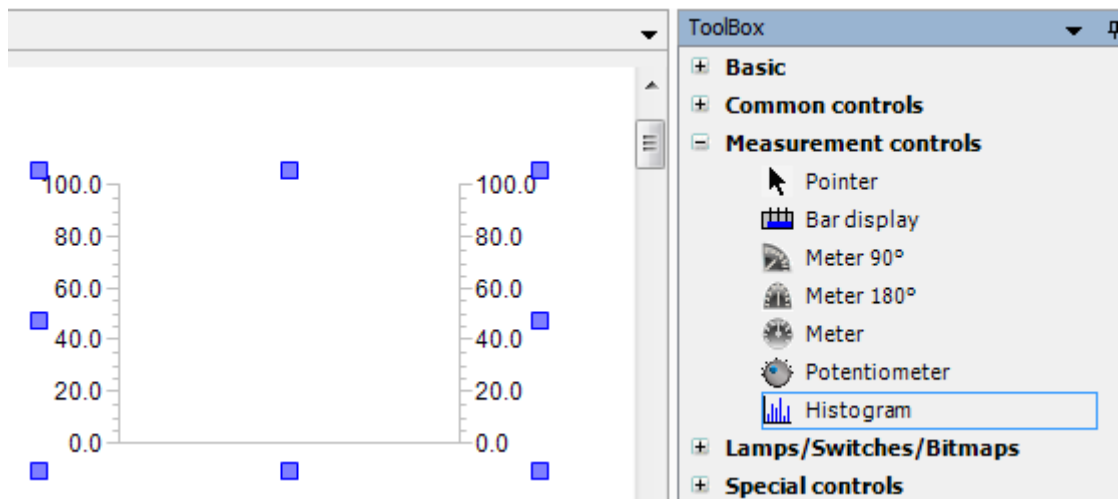 ToolBox
Basic
Common controls
Measurement controls
Pointer
Bar display
Meter 90°
Meter 180°
Meter
Potentiometer
Histogram
Lamps/Switches/Bitmaps
Special controls
100.0 100.0
80.0 80.0
60.0 60.0
40.0 40.0
20.0 20.0
0.0 0.0